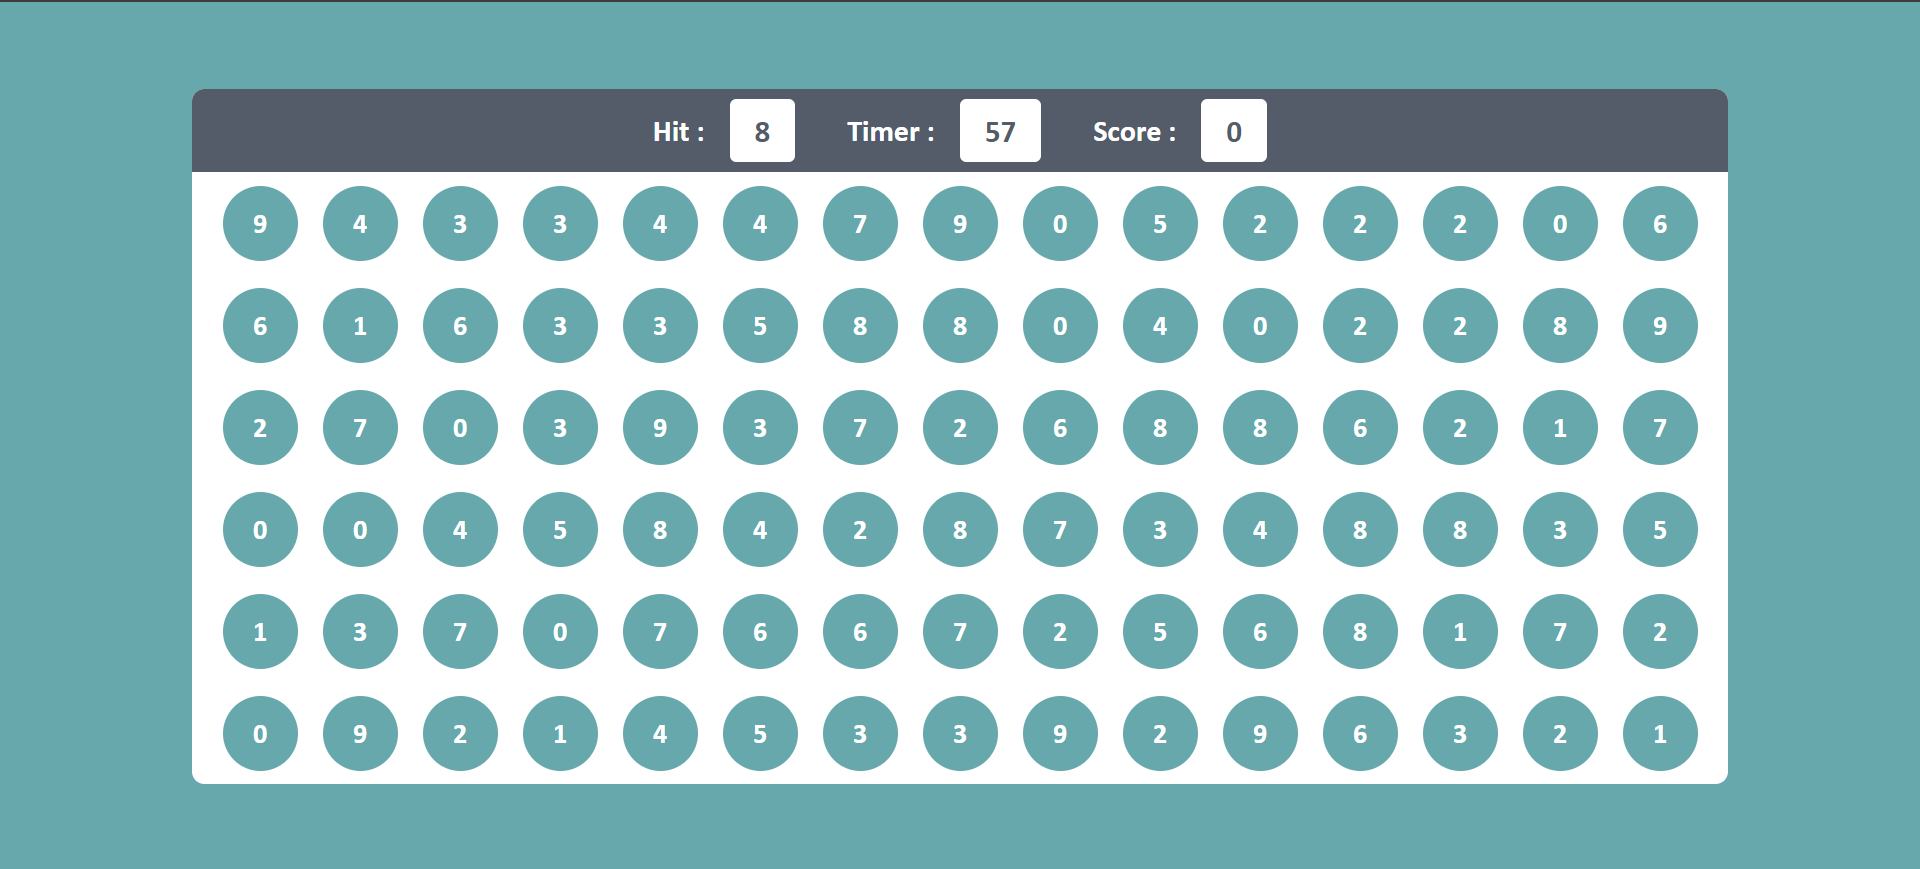 Hit : 8 Timer : 57 Score : 0
9 4 3 3 4 4 7 9 0 5 2 2 2 0 6
6 1 6 3 3 5 8 8 0 4 0 2 2 8 9
2 7 0 3 9 3 7 2 6 8 8 6 2 1 7
0 0 4 5 8 4 2 8 7 3 4 8 8 3 5
1 3 7 0 7 6 6 7 2 5 6 8 1 7 2
0 9 2 1 4 5 3 3 9 2 9 6 3 2 1